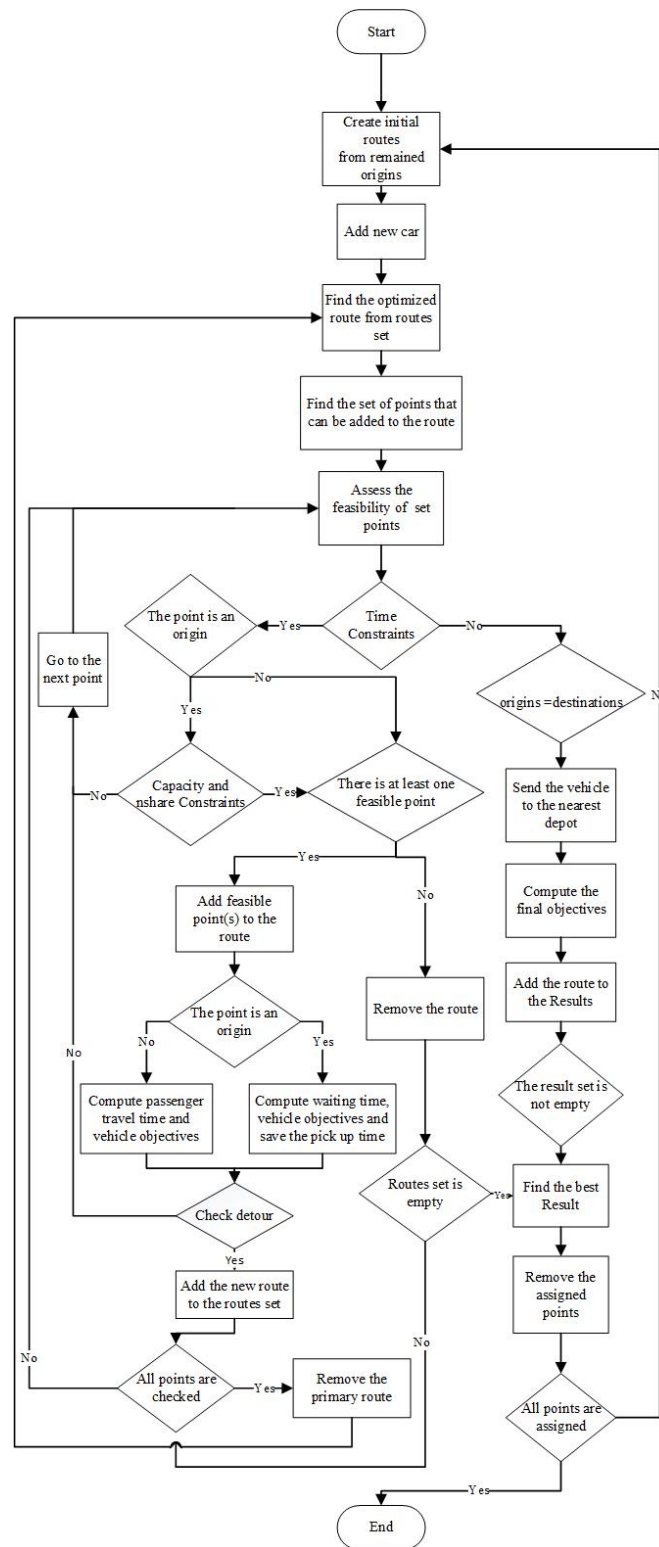 Start
Create initial
routes
from remained
origins
Add new car
Find the optimized
route from routes
set
Find the set of points that
can be added to the route
Assess the
feasibility of set
points
The point is an
origin
Yes
Time
Constraints
No
Go to the
next point
origins =destinations
N
No
Yes
Capacity and
nshare Constraints
No
Yes
There is at least one
feasible point
Send the vehicle
to the nearest
depot
Yes
No
Add feasible
point(s) to the
route
Compute the
final objectives
Remove the route
Add the route to
the Results
The point is an
origin
No
Yes
No
The result set is
not empty
Compute passenger
travel time and
vehicle objectives
Compute waiting time,
vehicle objectives and
save the pick up time
Routes set is
empty
Yes
Find the best
Result
Check detour
Yes
Add the new route
to the routes set
Remove the
assigned
points
No
No
All points are
checked
Yes
Remove the
primary route
All points are
assigned
Yes
End